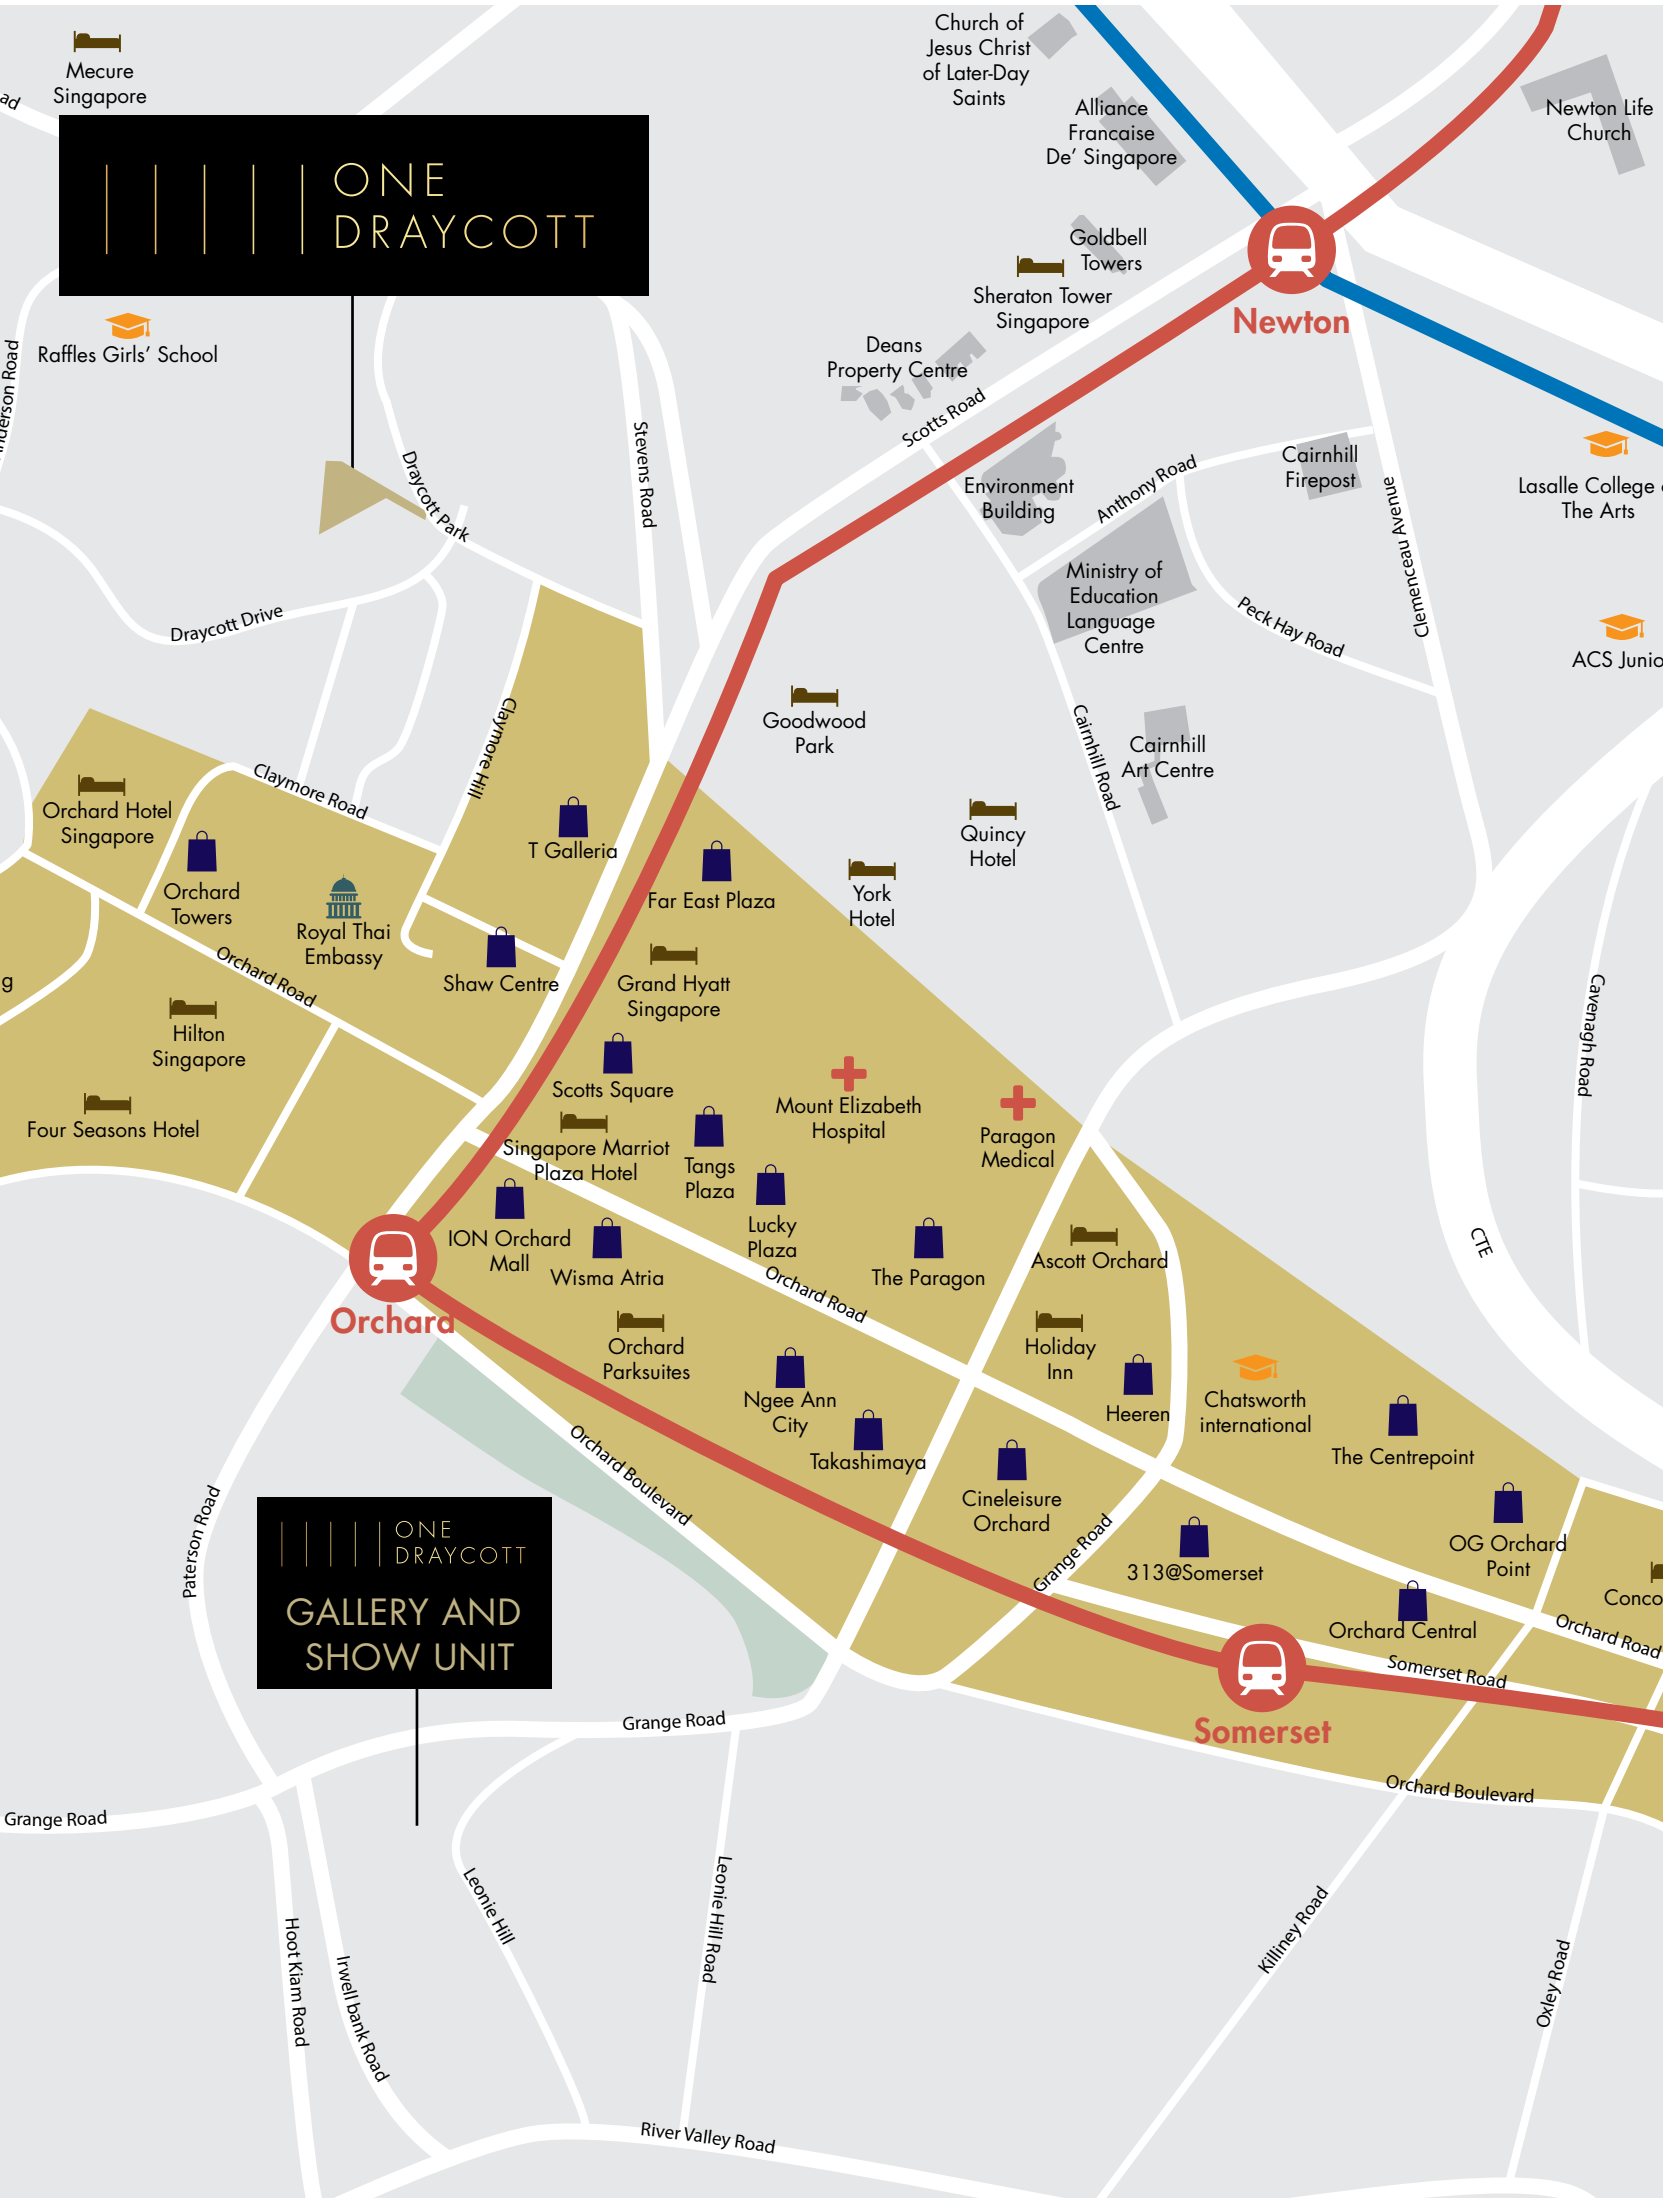 Mecure
Singapore
ad
ONE
DRAYCOTT
Church of
Jesus Christ
of Later-Day
Saints
Alliance
Francaise
De’ Singapore
Newton Life
Church
Goldbell
Towers
Sheraton Tower
Singapore
Newton
Deans
Property Centre
Scotts Road
Raffles Girls’ School
nderson Road
Stevens Road
Draycott Park
Draycott Drive
Environment
Building
Anthony Road
Cairnhill
Firepost
Clemenceau Avenue
Lasalle College
The Arts
Ministry of
Education
Language
Centre
Peck Hay Road
ACS Junio
Goodwood
Park
Cairnhill Road
Cairnhill
Art Centre
Claymore Hill
Claymore Road
Orchard Hotel
Singapore
T Galleria
Quincy
Hotel
York
Hotel
Orchard
Towers
Royal Thai
Embassy
Far East Plaza
Shaw Centre
Grand Hyatt
Singapore
Orchard Road
g
Hilton
Singapore
Four Seasons Hotel
Scotts Square
Singapore Marriot
Plaza Hotel
Tangs
Plaza
Mount Elizabeth
Hospital
Paragon
Medical
Cavenagh Road
CTE
ION Orchard
Mall
Wisma Atria
Lucky
Plaza
The Paragon
Ascott Orchard
Orchard
Orchard Road
Orchard
Parksuites
Holiday
Inn
Heeren
Chatsworth
international
Ngee Ann
City
Takashimaya
The Centrepoint
Cineleisure
Orchard
Orchard Boulevard
Grange Road
313@Somerset
OG Orchard
Point
Conco
Orchard Central
Orchard Road
Somerset Road
Somerset
Orchard Boulevard
Paterson Road
ONE
DRAYCOTT
GALLERY AND
SHOW UNIT
Grange Road
Grange Road
Leonie Hill
Leonie Hill Road
Hoot Kiam Road
Irwell bank Road
Killiney Road
Oxley Road
River Valley Road